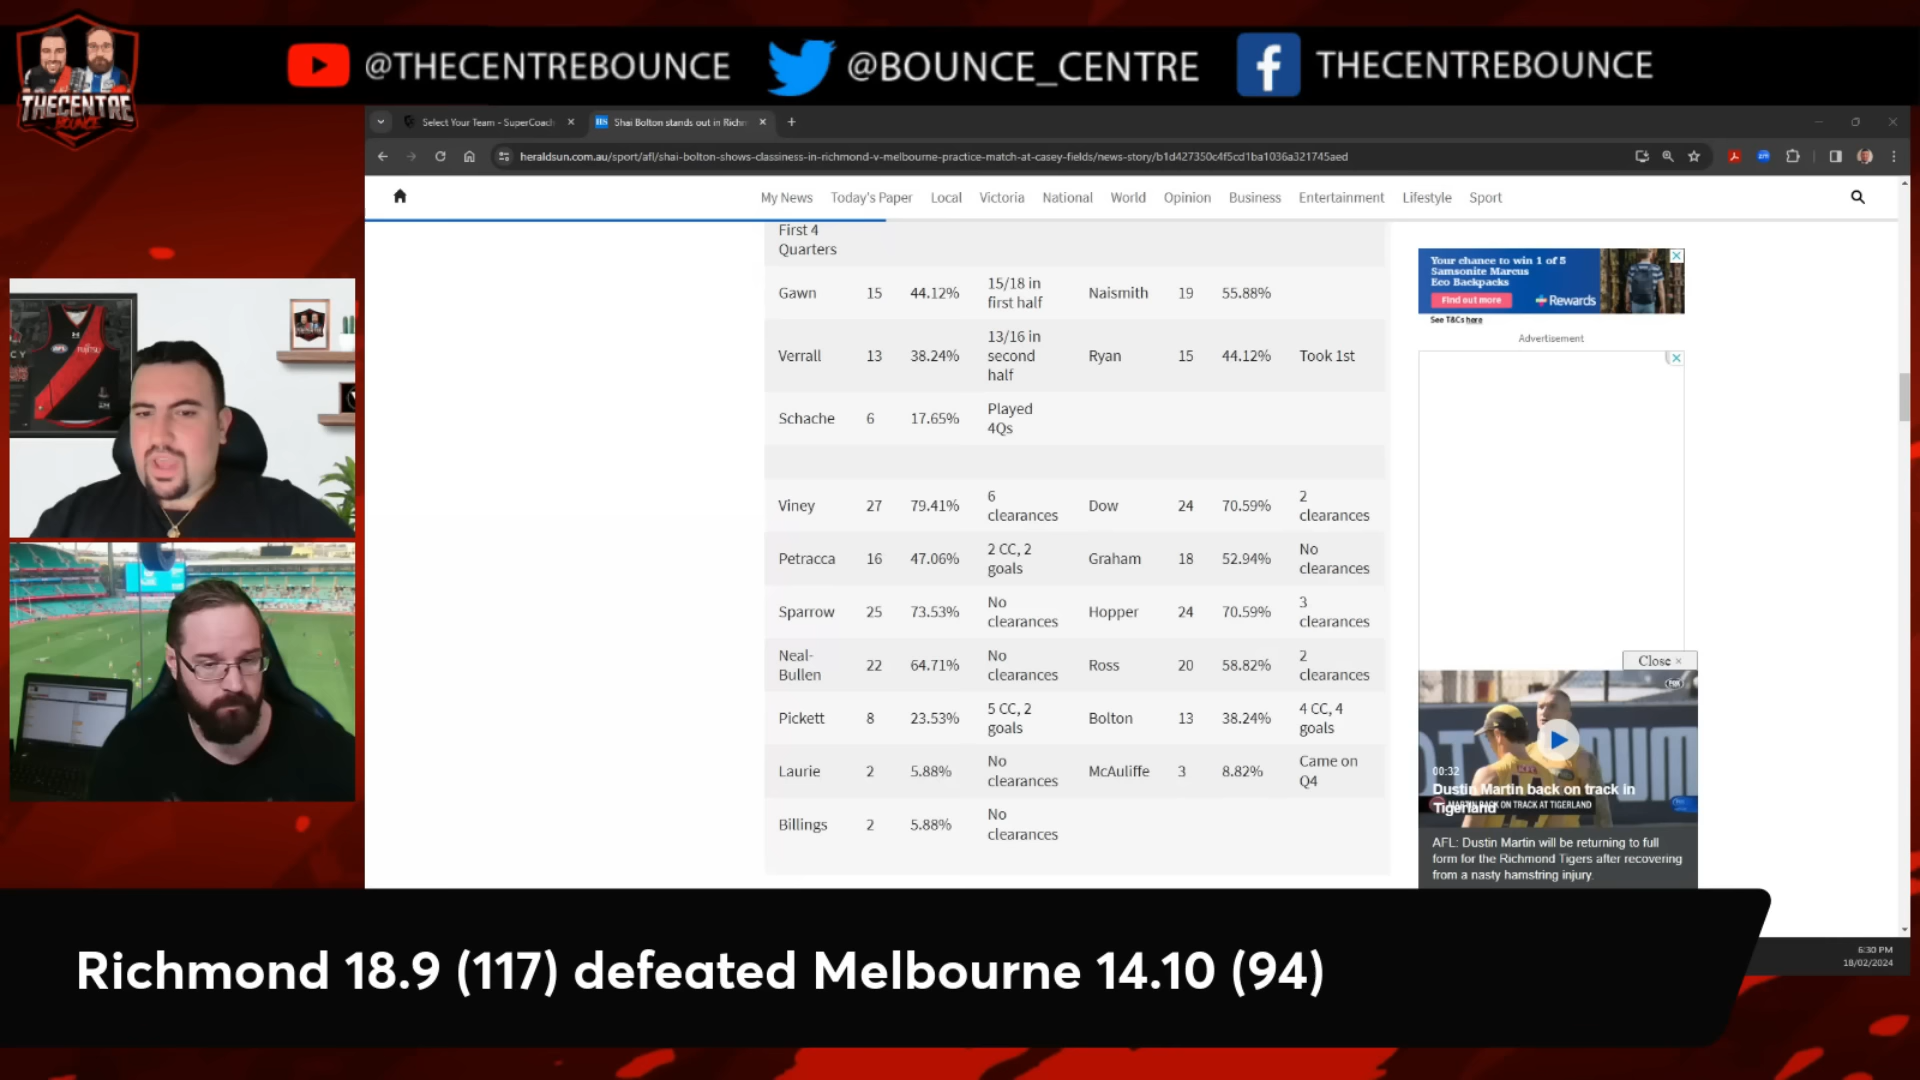 THECENTRE
BOUNCE
@THECENTREBOUNCE
@BOUNCE_CENTRE
THECENTREBOUNCE
Select Your Team - SuperCoach
Shai Bolton stands out in Richm
heraldsun.com.au/sport/afl/shai-bolton-shows-classiness-in-richmond-v-melbourne-practice-match-at-casey-fields/news-story/b1d427350c4f5cd1ba1036a321745aed
My News Today's Paper Local Victoria National World Opinion Business Entertainment Lifestyle Sport
First 4
Quarters
Gawn 15 44.12% 15/18 in first half Naismith 19 55.88%
Verrall 13 38.24% 13/16 in second half Ryan 15 44.12% Took 1st
Schache 6 17.65% Played 4Qs
Viney 27 79.41% 6 clearances Dow 24 70.59% 2 clearances
Petracca 16 47.06% 2 CC, 2 goals Graham 18 52.94% No clearances
Sparrow 25 73.53% No clearances Hopper 24 70.59% 3 clearances
Neal-Bullen 22 64.71% No clearances Ross 20 58.82% 2 clearances
Pickett 8 23.53% 5 CC, 2 goals Bolton 13 38.24% 4 CC, 4 goals
Laurie 2 5.88% No clearances McAuliffe 3 8.82% Came on Q4
Billings 2 5.88% No clearances
Your chance to win 1 of 5
Samsonite Marcus
Eco Backpacks
Find out more
Rewards
See T&Cs here
Advertisement
Close ×
FOX
00:32
Dustin Martin back on track in
Tigerland
MARTIN BACK ON TRACK AT TIGERLAND
AFL: Dustin Martin will be returning to full
form for the Richmond Tigers after recovering
from a nasty hamstring injury.
6:30 PM
18/02/2024
Richmond 18.9 (117) defeated Melbourne 14.10 (94)